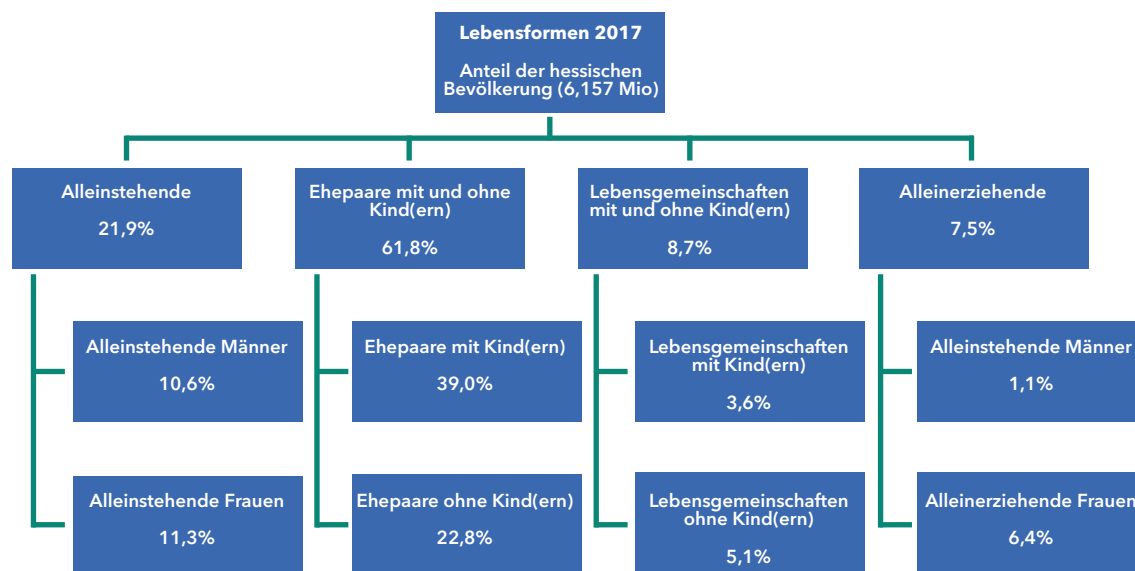 Lebensformen 2017
Anteil der hessischen
Bevölkerung (6,157 Mio)
Alleinstehende
21,9%
Ehepaare mit und ohne
Kind(ern)
61,8%
Lebensgemeinschaften
mit und ohne Kind(ern)
8,7%
Alleinerziehende
7,5%
Alleinstehende Männer
10,6%
Ehepaare mit Kind(ern)
39,0%
Lebensgemeinschaften
mit Kind(ern)
3,6%
Alleinstehende Männer
1,1%
Alleinstehende Frauen
11,3%
Ehepaare ohne Kind(ern)
22,8%
Lebensgemeinschaften
ohne Kind(ern)
5,1%
Alleinerziehende Frauen
6,4%